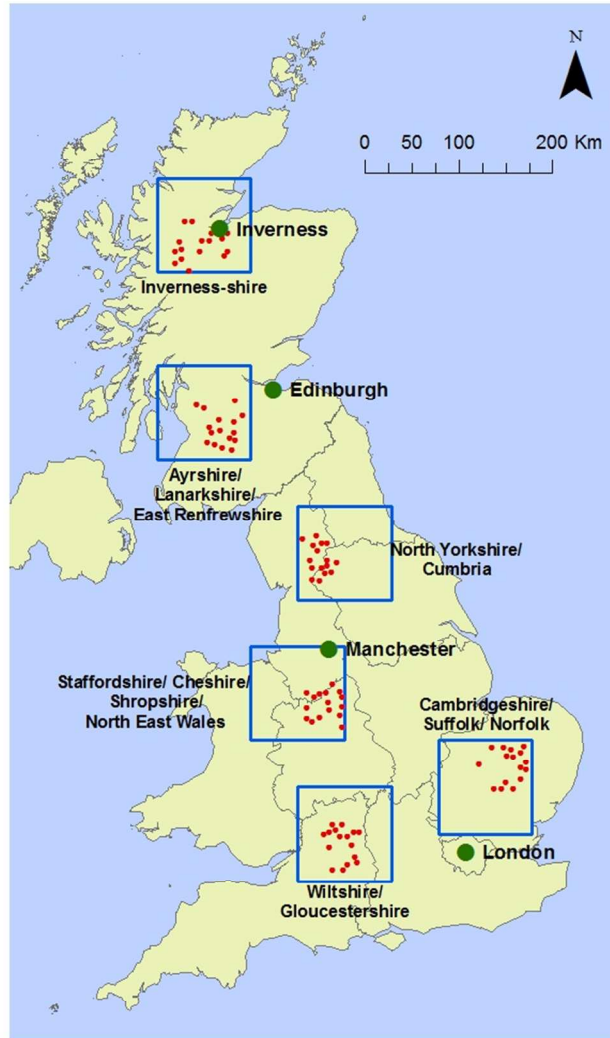 N
0 50 100 200 Km
Inverness
Inverness-shire
Edinburgh
Ayrshire/
Lanarkshire/
East Renfrewshire
North Yorkshire/
Cumbria
Manchester
Staffordshire/ Cheshire/
Shropshire/
North East Wales
Cambridgeshire/
Suffolk/ Norfolk
London
Wiltshire/
Gloucestershire